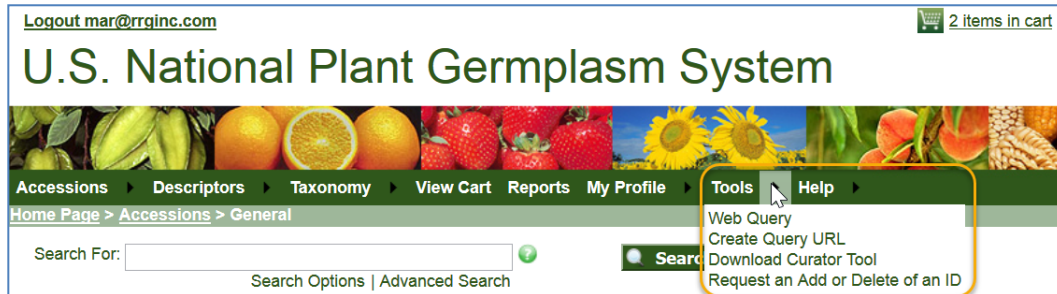 Logout mar@rrginc.com 2 items in cart
U.S. National Plant Germplasm System
Accessions Descriptors Taxonomy View Cart Reports My Profile Tools Help
Home Page > Accessions > General
Web Query
Create Query URL
Search For: Searc Download Curator Tool
Search Options | Advanced Search Request an Add or Delete of an ID